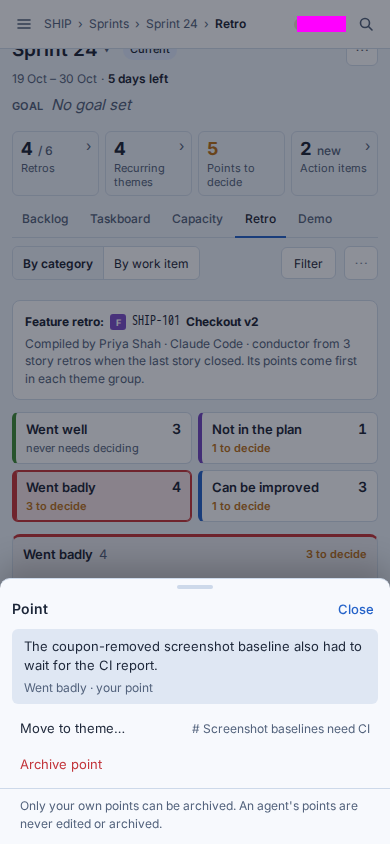 SHIP › Sprints › Sprint 24 › Retro
Sprint 24
Current
...
19 Oct – 30 Oct · 5 days left
GOAL No goal set
4 / 6 ›
Retros
4 ›
Recurring themes
5
Points to decide
2 new ›
Action items
Backlog Taskboard Capacity Retro Demo
By category By work item Filter ...
Feature retro: F SHIP-101 Checkout v2
Compiled by Priya Shah · Claude Code · conductor from 3
story retros when the last story closed. Its points come first
in each theme group.
Went well 3
never needs deciding
Not in the plan 1
1 to decide
Went badly 4
3 to decide
Can be improved 3
1 to decide
Went badly 4 3 to decide
Point Close
The coupon-removed screenshot baseline also had to
wait for the CI report.
Went badly · your point
Move to theme... # Screenshot baselines need CI
Archive point
Only your own points can be archived. An agent's points are
never edited or archived.